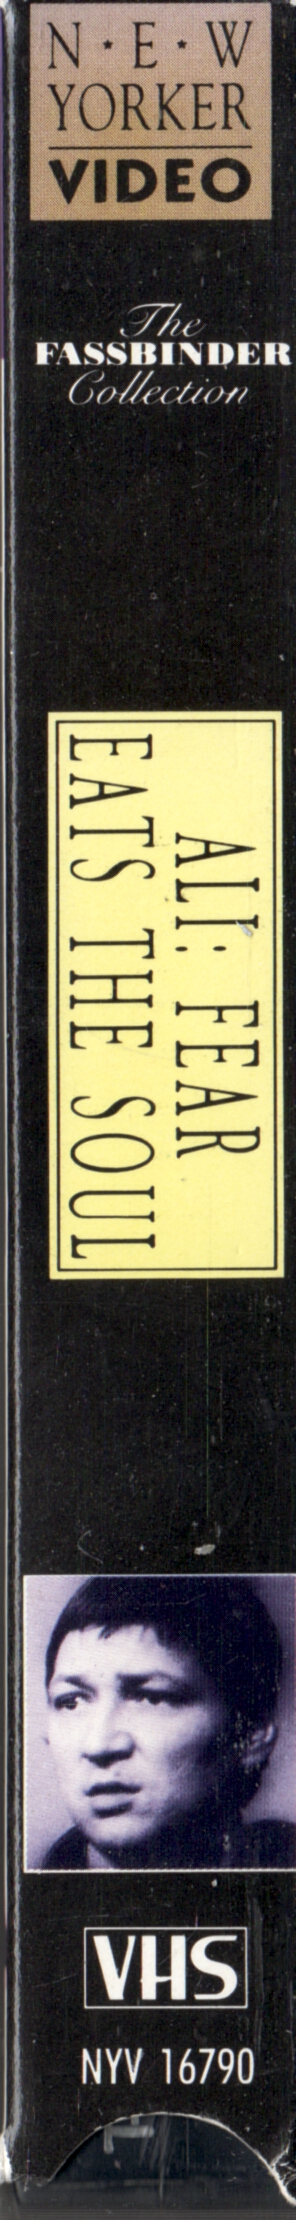 N ★ E ★ W
YORKER
VIDEO
The
FASSBINDER
Collection
ALI: FEAR
EATS THE SOUL
VHS
NYV 16790